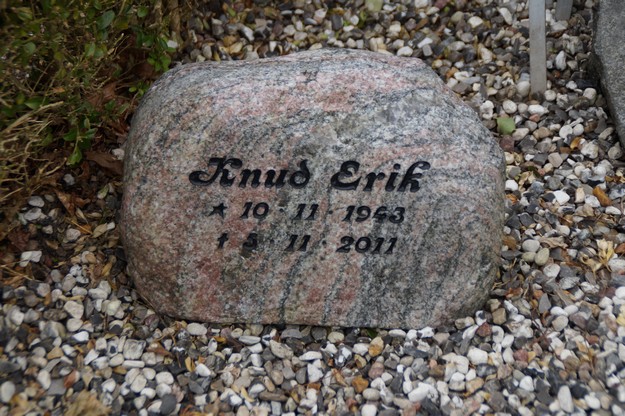 Knud Erik
★ 10 · 11 · 1943
† 5 · 11 · 2011